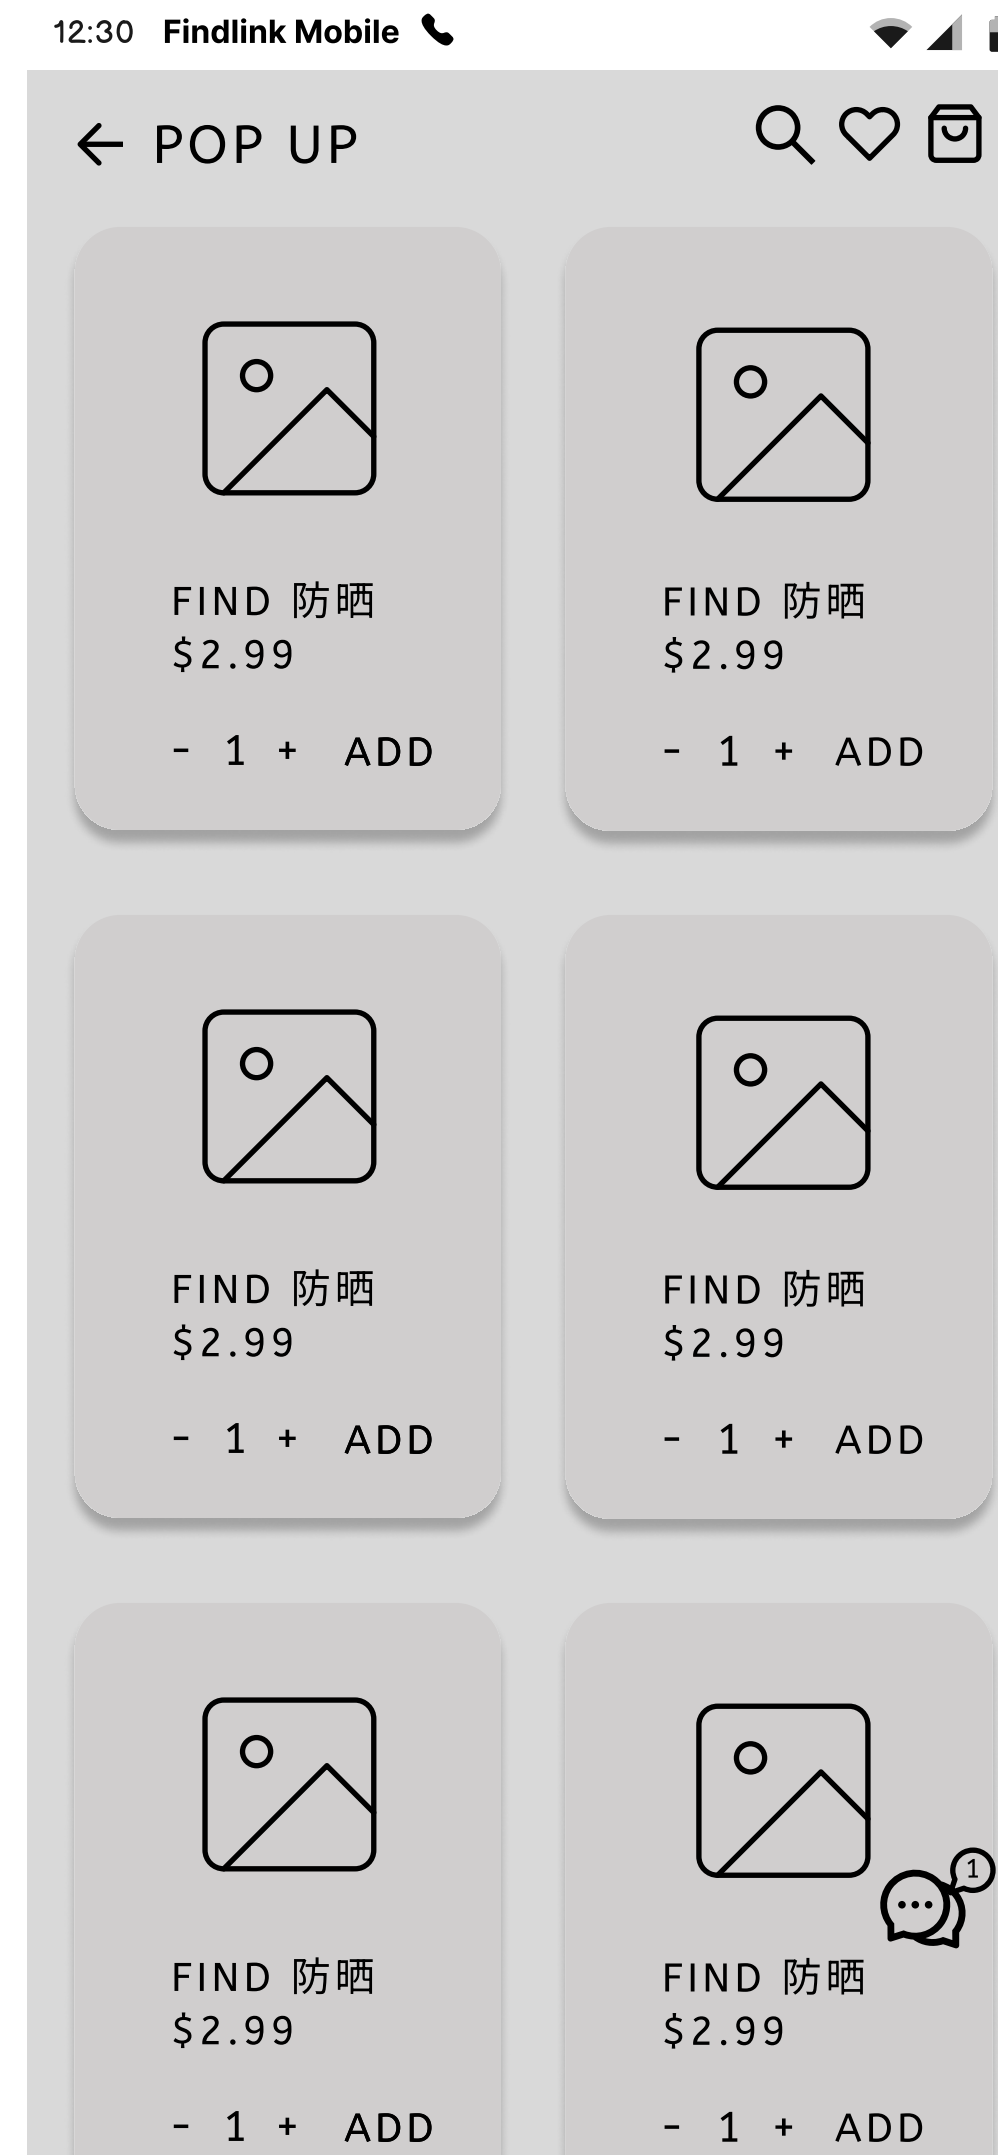 12:30 Findlink Mobile
POP UP
FIND 防晒
$2.99
- 1 + ADD
FIND 防晒
$2.99
- 1 + ADD
FIND 防晒
$2.99
- 1 + ADD
FIND 防晒
$2.99
- 1 + ADD
1
FIND 防晒
$2.99
- 1 + ADD
FIND 防晒
$2.99
- 1 + ADD